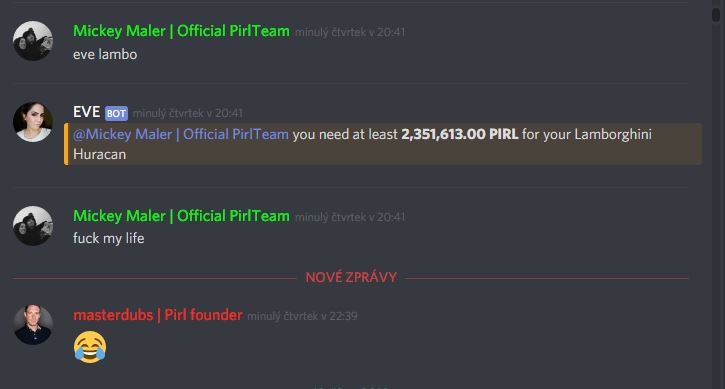 Mickey Maler | Official PirlTeam minulý čtvrtek v 20:41
eve lambo
EVE BOT minulý čtvrtek v 20:41
@Mickey Maler | Official PirlTeam you need at least 2,351,613.00 PIRL for your Lamborghini
Huracan
Mickey Maler | Official PirlTeam minulý čtvrtek v 20:41
fuck my life
NOVÉ ZPRÁVY
masterdubs | Pirl founder minulý čtvrtek v 22:39